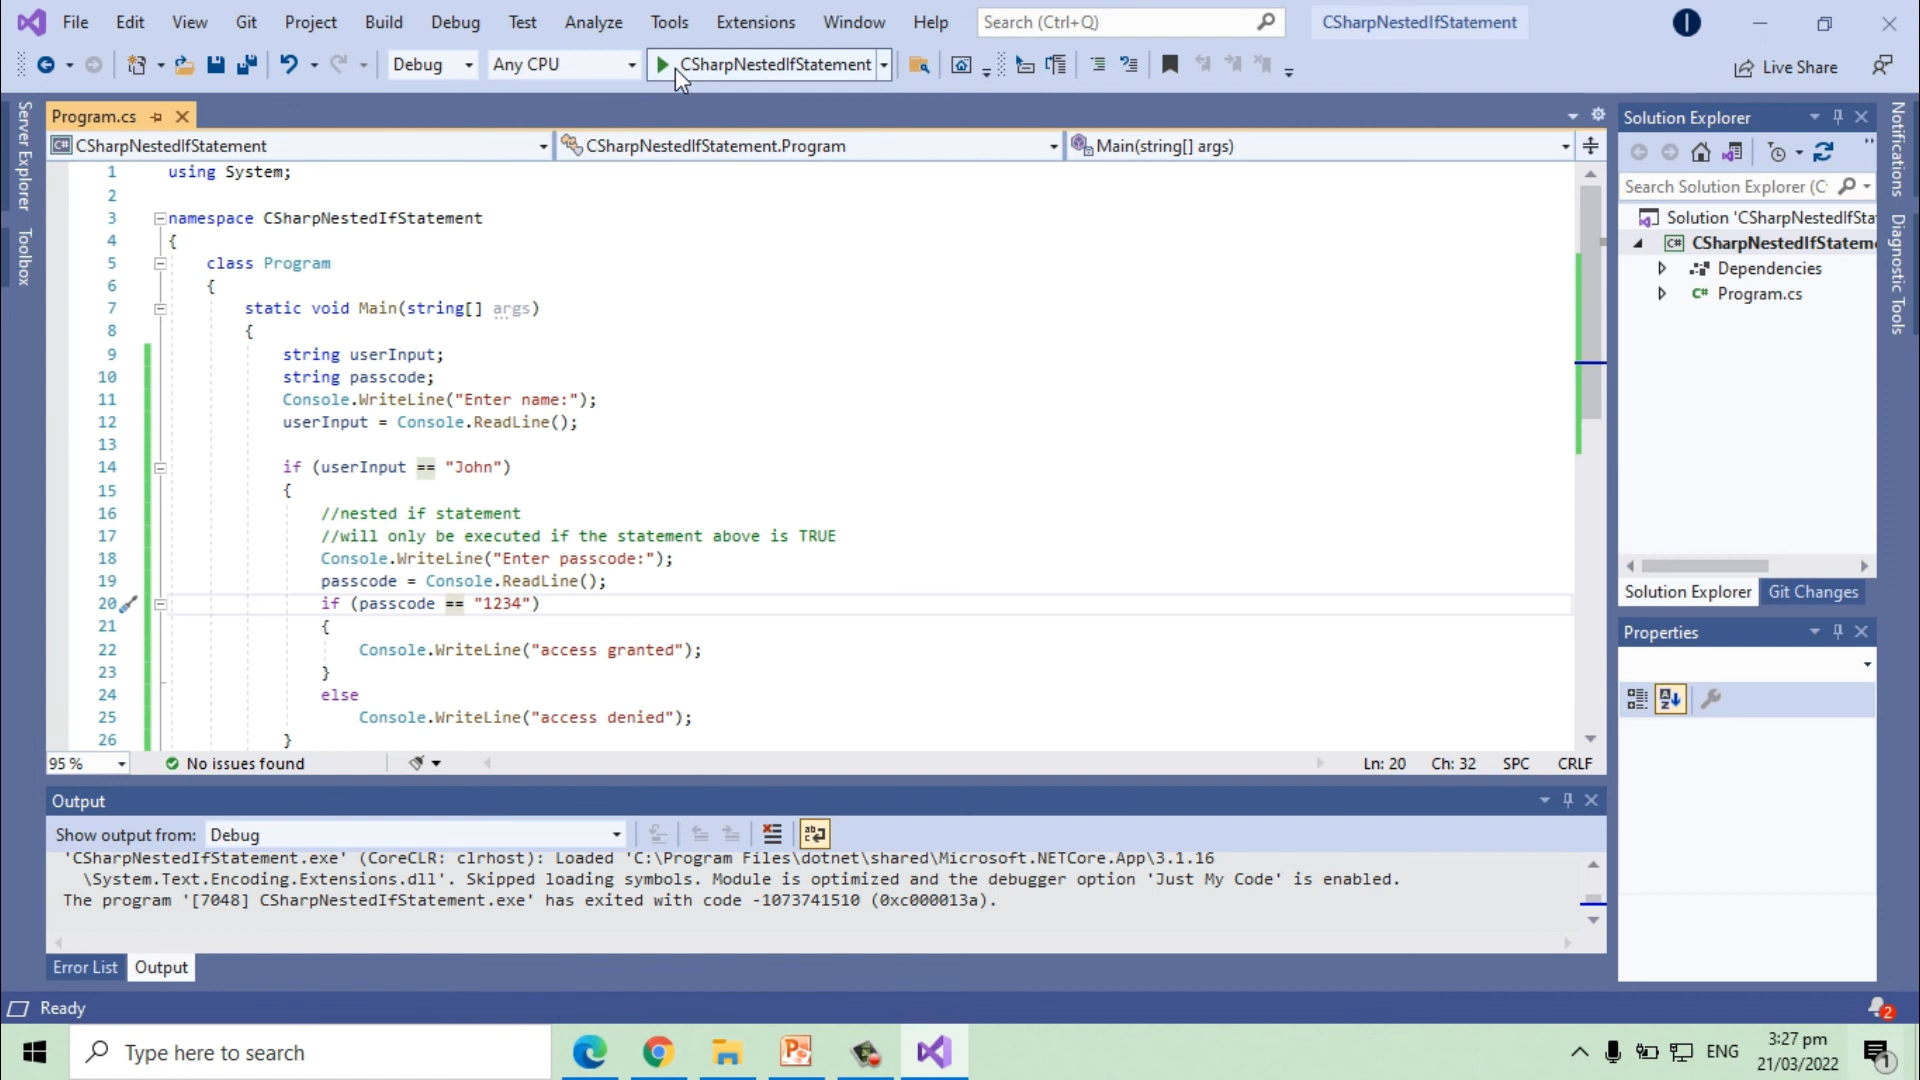 File Edit View Git Project Build Debug Test Analyze Tools Extensions Window Help Search (Ctrl+Q) CSharpNestedIfStatement
Debug Any CPU CSharpNestedIfStatement Live Share
Server Explorer
Toolbox
Program.cs
CSharpNestedIfStatement CSharpNestedIfStatement.Program Main(string[] args)
1 using System;
2
3 namespace CSharpNestedIfStatement
4 {
5 class Program
6 {
7 static void Main(string[] args)
8 {
9 string userInput;
10 string passcode;
11 Console.WriteLine("Enter name:");
12 userInput = Console.ReadLine();
13
14 if (userInput == "John")
15 {
16 //nested if statement
17 //will only be executed if the statement above is TRUE
18 Console.WriteLine("Enter passcode:");
19 passcode = Console.ReadLine();
20 if (passcode == "1234")
21 {
22 Console.WriteLine("access granted");
23 }
24 else
25 Console.WriteLine("access denied");
26 }
95 % No issues found Ln: 20 Ch: 32 SPC CRLF
Output
Show output from: Debug
'CSharpNestedIfStatement.exe' (CoreCLR: clrhost): Loaded 'C:\Program Files\dotnet\shared\Microsoft.NETCore.App\3.1.16
\System.Text.Encoding.Extensions.dll'. Skipped loading symbols. Module is optimized and the debugger option 'Just My Code' is enabled.
The program '[7048] CSharpNestedIfStatement.exe' has exited with code -1073741510 (0xc000013a).
Error List Output
Solution Explorer
Search Solution Explorer (C
Solution 'CSharpNestedIfSta
CSharpNestedIfStatem
Dependencies
C# Program.cs
Solution Explorer Git Changes
Properties
Notifications
Diagnostic Tools
Ready 2
Type here to search ENG 3:27 pm
21/03/2022 1